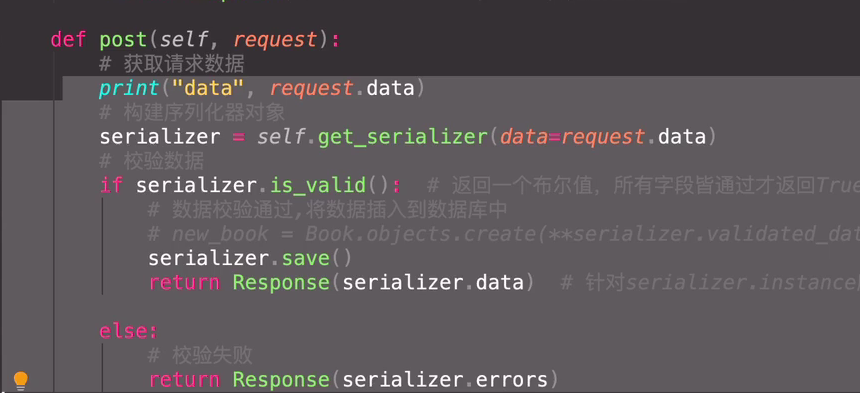 def post(self, request):
# 获取请求数据
print("data", request.data)
# 构建序列化器对象
serializer = self.get_serializer(data=request.data)
# 校验数据
if serializer.is_valid():  # 返回一个布尔值，所有字段皆通过才返回True
# 数据校验通过,将数据插入到数据库中
# new_book = Book.objects.create(**serializer.validated_dat
serializer.save()
return Response(serializer.data)  # 针对serializer.instance
else:
# 校验失败
return Response(serializer.errors)